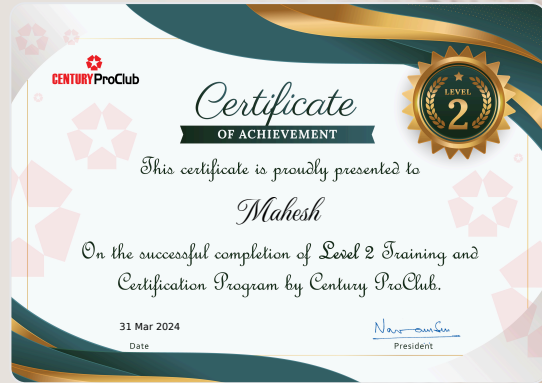 CENTURY ProClub
LEVEL
2
Certificate
OF ACHIEVEMENT
This certificate is proudly presented to
Mahesh
On the successful completion of Level 2 Training and
Certification Program by Century ProClub.
31 Mar 2024
Date
President